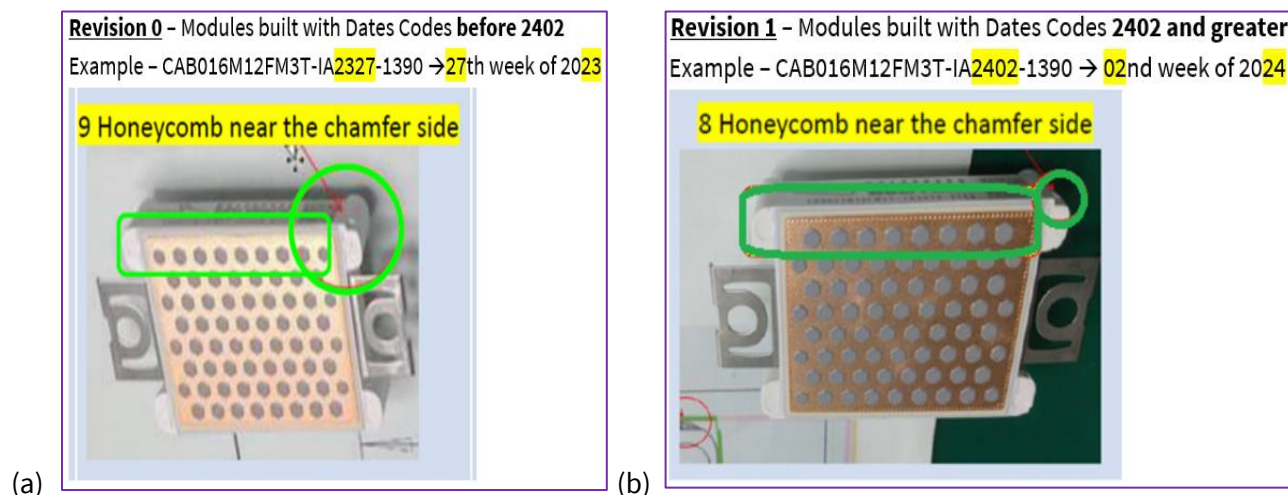 Revision 0 – Modules built with Dates Codes before 2402
Example – CAB016M12FM3T-IA2327-1390 →27th week of 2023
9 Honeycomb near the chamfer side
(a)
Revision 1 – Modules built with Dates Codes 2402 and greater
Example – CAB016M12FM3T-IA2402-1390 → 02nd week of 2024
8 Honeycomb near the chamfer side
(b)